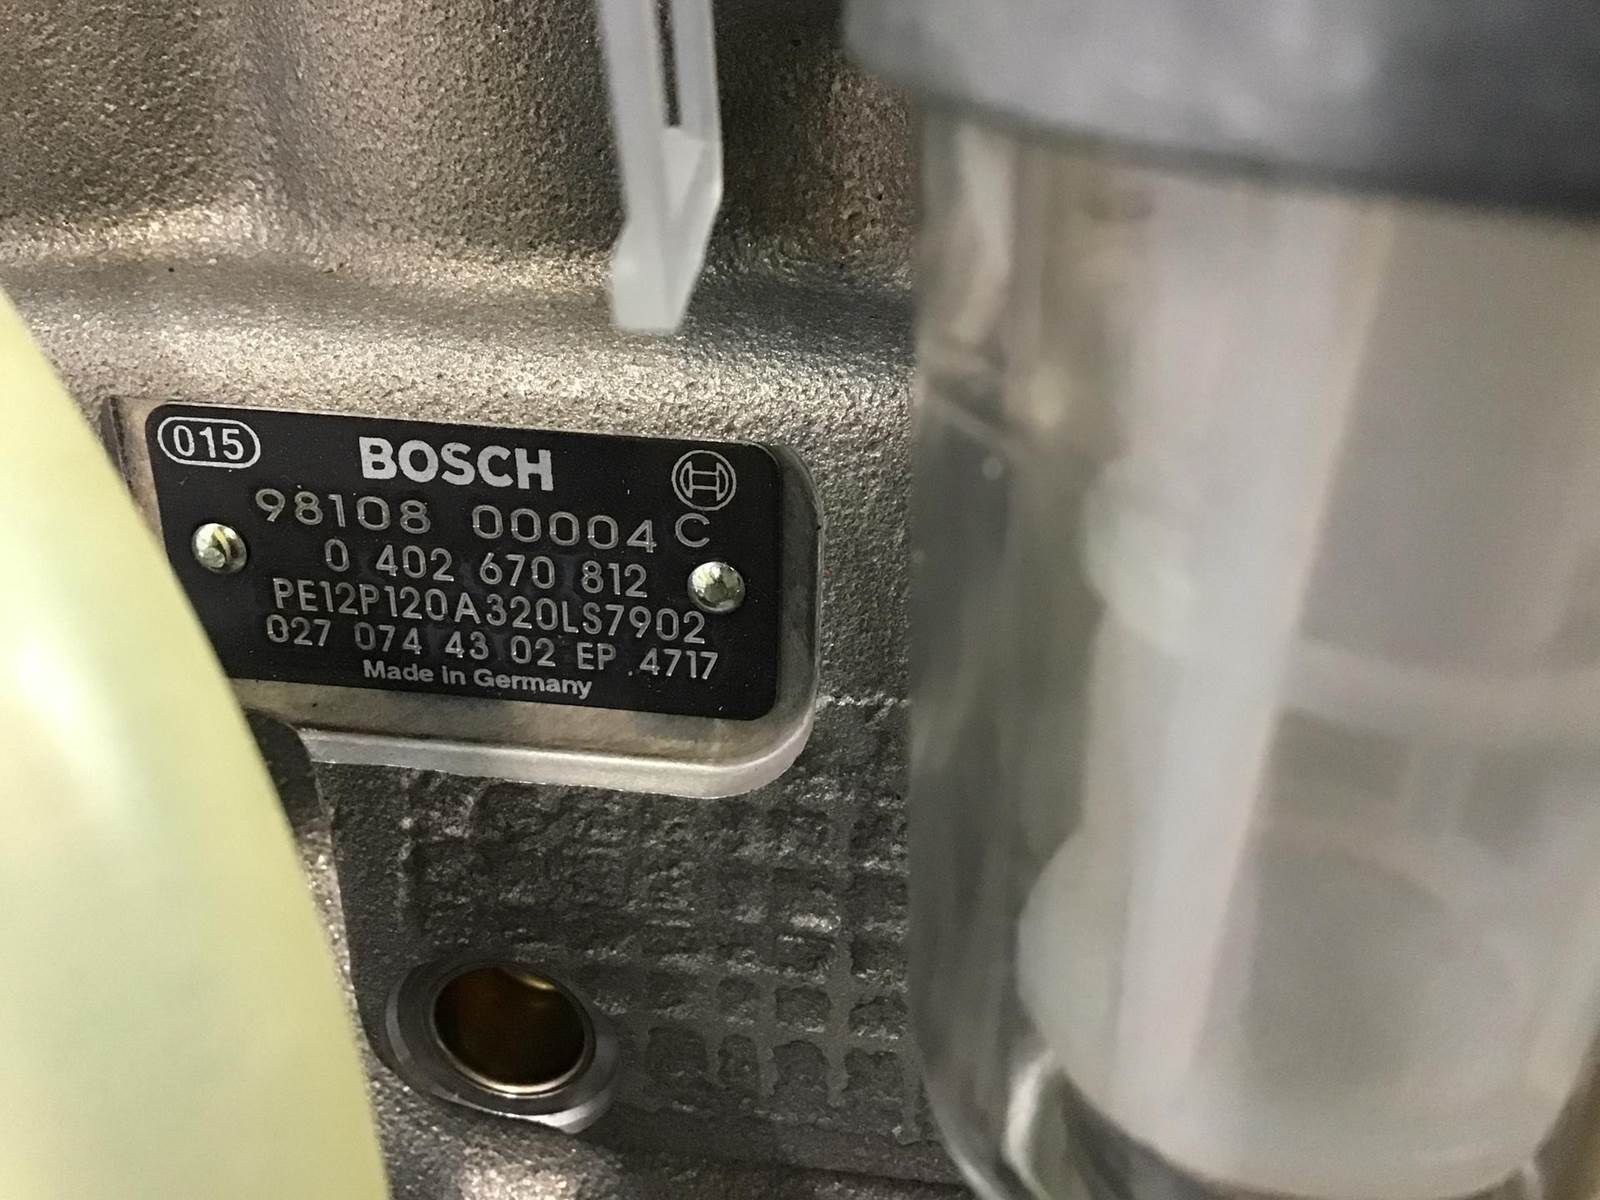 015 BOSCH
98108 00004 C
0 402 670 812
PE12P120A320LS7902
027 074 43 02 EP .4717
Made in Germany